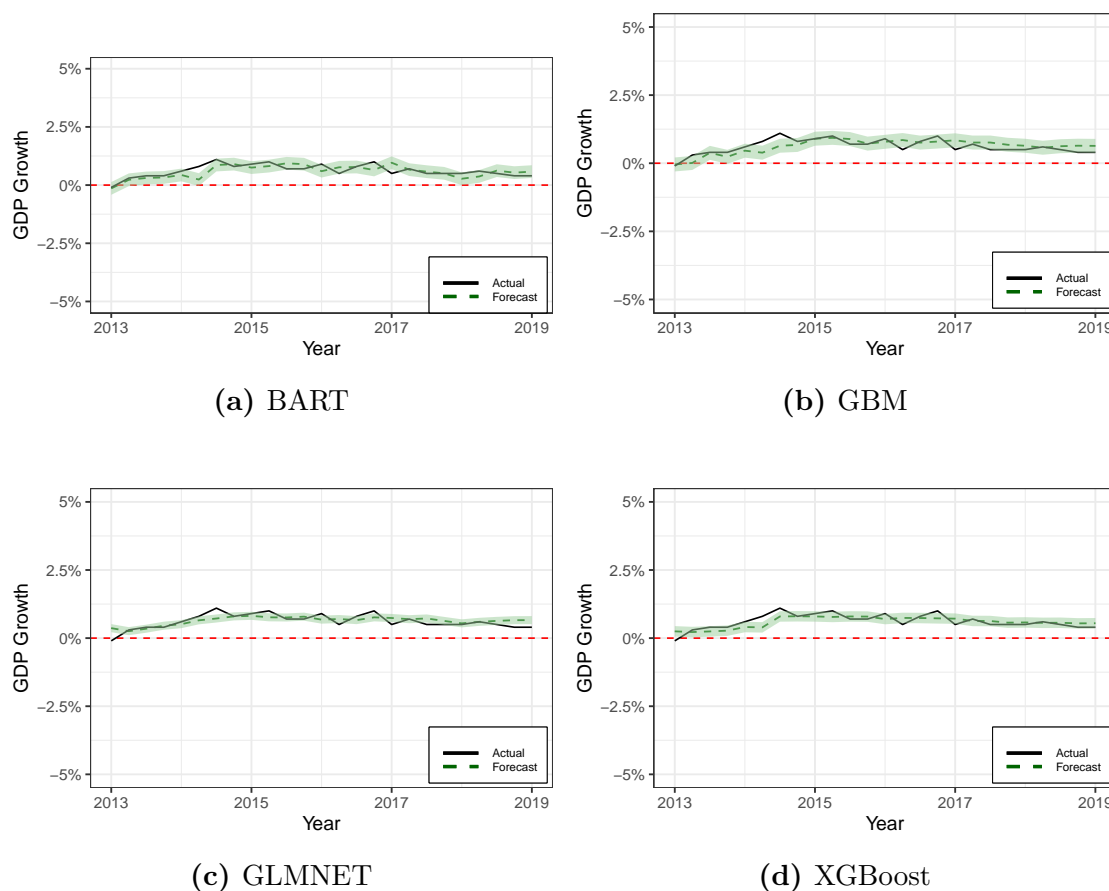 5%
2.5%
0%
−2.5%
−5%
GDP Growth
Actual
Forecast
2013
2015
2017
2019
Year
(a) BART
5%
2.5%
0%
−2.5%
−5%
GDP Growth
Actual
Forecast
2013
2015
2017
2019
Year
(b) GBM
5%
2.5%
0%
−2.5%
−5%
GDP Growth
Actual
Forecast
2013
2015
2017
2019
Year
(c) GLMNET
5%
2.5%
0%
−2.5%
−5%
GDP Growth
Actual
Forecast
2013
2015
2017
2019
Year
(d) XGBoost